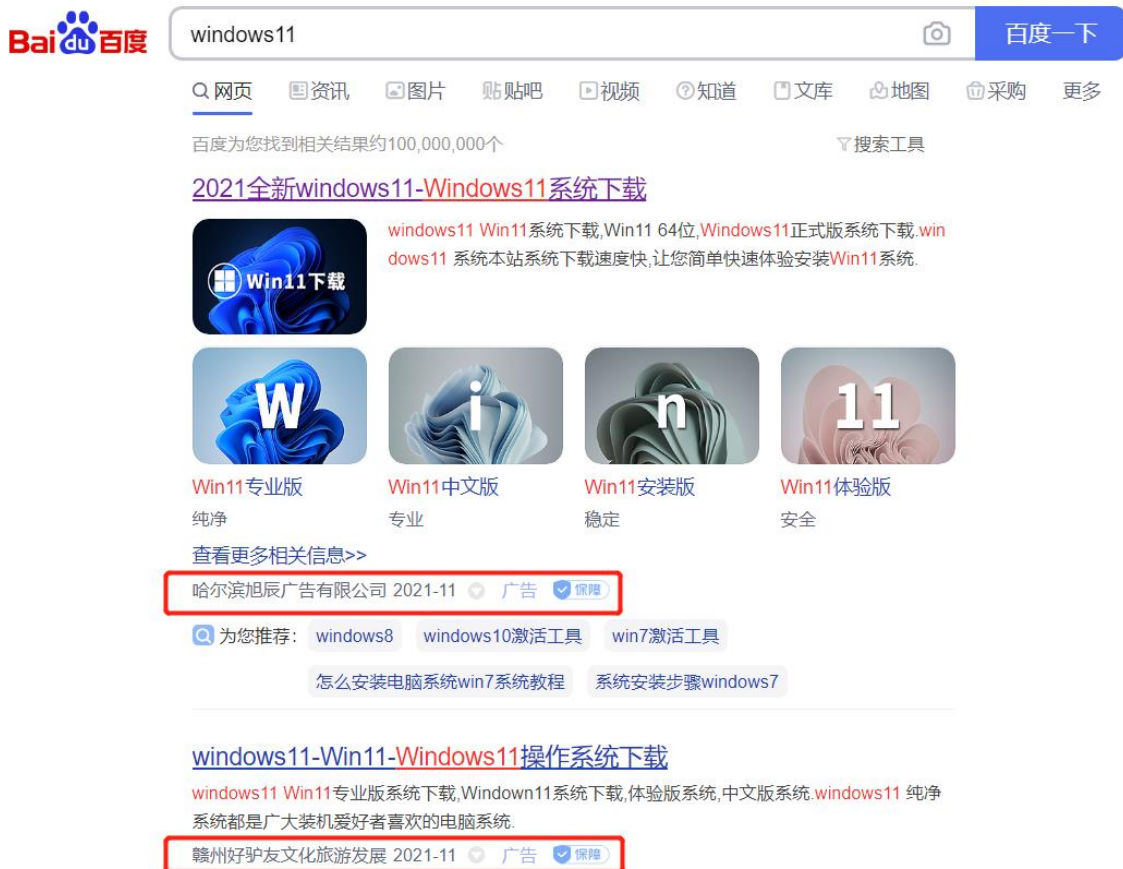 Bai du 百度 windows11 百度一下
网页 资讯 图片 贴 贴吧 视频 知道 文库 地图 采购 更多
百度为您找到相关结果约100,000,000个 搜索工具
2021全新windows11-Windows11系统下载
windows11 Win11系统下载,Win11 64位,Windows11正式版系统下载.win
dows11 系统本站系统下载速度快,让您简单快速体验安装Win11系统.
Win11下载
W i n 11
Win11专业版 Win11中文版 Win11安装版 Win11体验版
纯净 专业 稳定 安全
查看更多相关信息>>
哈尔滨旭辰广告有限公司 2021-11 广告 保障
为您推荐: windows8 windows10激活工具 win7激活工具
怎么安装电脑系统win7系统教程 系统安装步骤windows7
windows11-Win11-Windows11操作系统下载
windows11 Win11专业版系统下载,Windown11系统下载,体验版系统,中文版系统.windows11 纯净
系统都是广大装机爱好者喜欢的电脑系统.
赣州好驴友文化旅游发展 2021-11 广告 保障